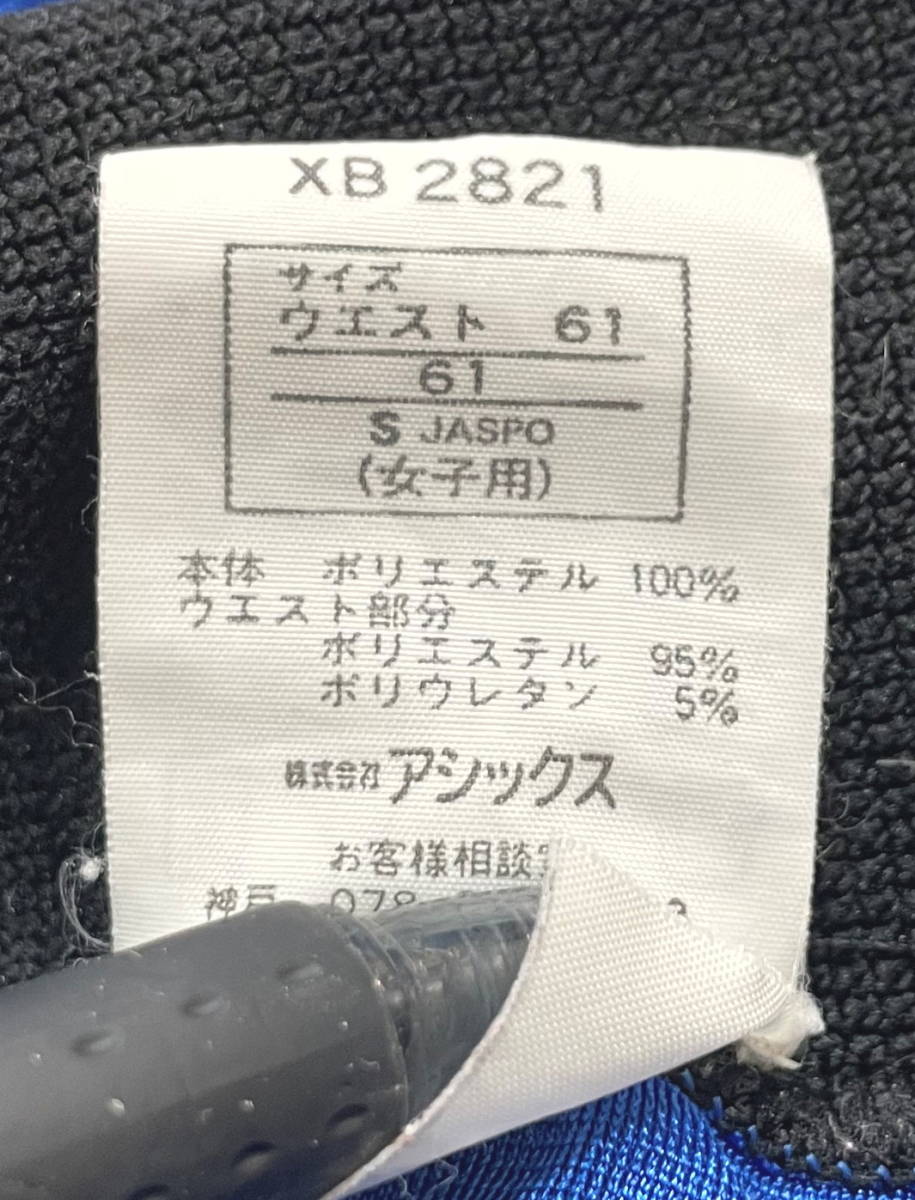 XB 2821
サイズ
ウエスト 61
61
S JASPO
(女子用)
本体 ポリエステル 100%
ウエスト部分
ポリエステル 95%
ポリウレタン 5%
株式会社アシックス
お客様相談
神戸 078